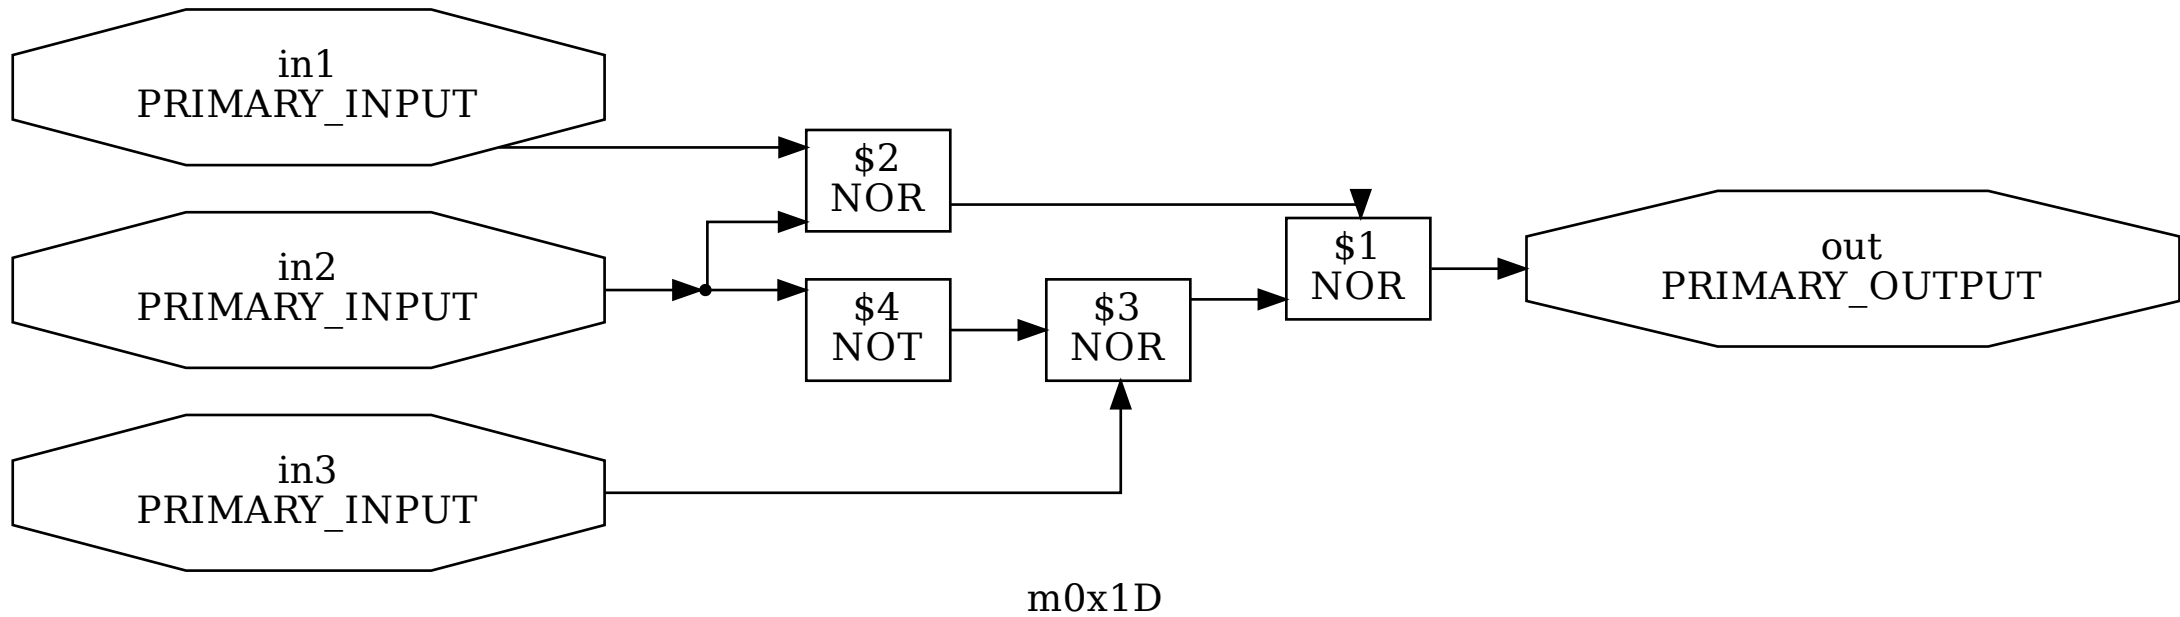 in1
PRIMARY_INPUT
in2
PRIMARY_INPUT
in3
PRIMARY_INPUT
$2
NOR
$4
NOT
$3
NOR
$1
NOR
out
PRIMARY_OUTPUT
m0x1D